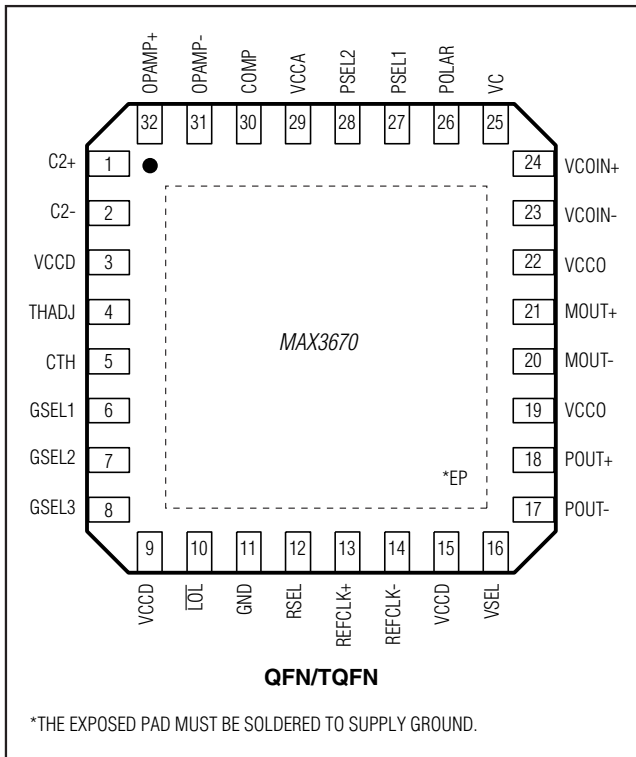 OPAMP+ OPAMP- COMP VCCA PSEL2 PSEL1 POLAR VC
32 31 30 29 28 27 26 25
C2+ 1 24 VCOIN+
C2- 2 23 VCOIN-
VCCD 3 22 VCCO
THADJ 4 21 MOUT+
MAX3670
CTH 5 20 MOUT-
GSEL1 6 19 VCCO
GSEL2 7 18 POUT+
*EP
GSEL3 8 17 POUT-
9 10 11 12 13 14 15 16
VCCD L̅O̅L̅ GND RSEL REFCLK+ REFCLK- VCCD VSEL
QFN/TQFN
*THE EXPOSED PAD MUST BE SOLDERED TO SUPPLY GROUND.